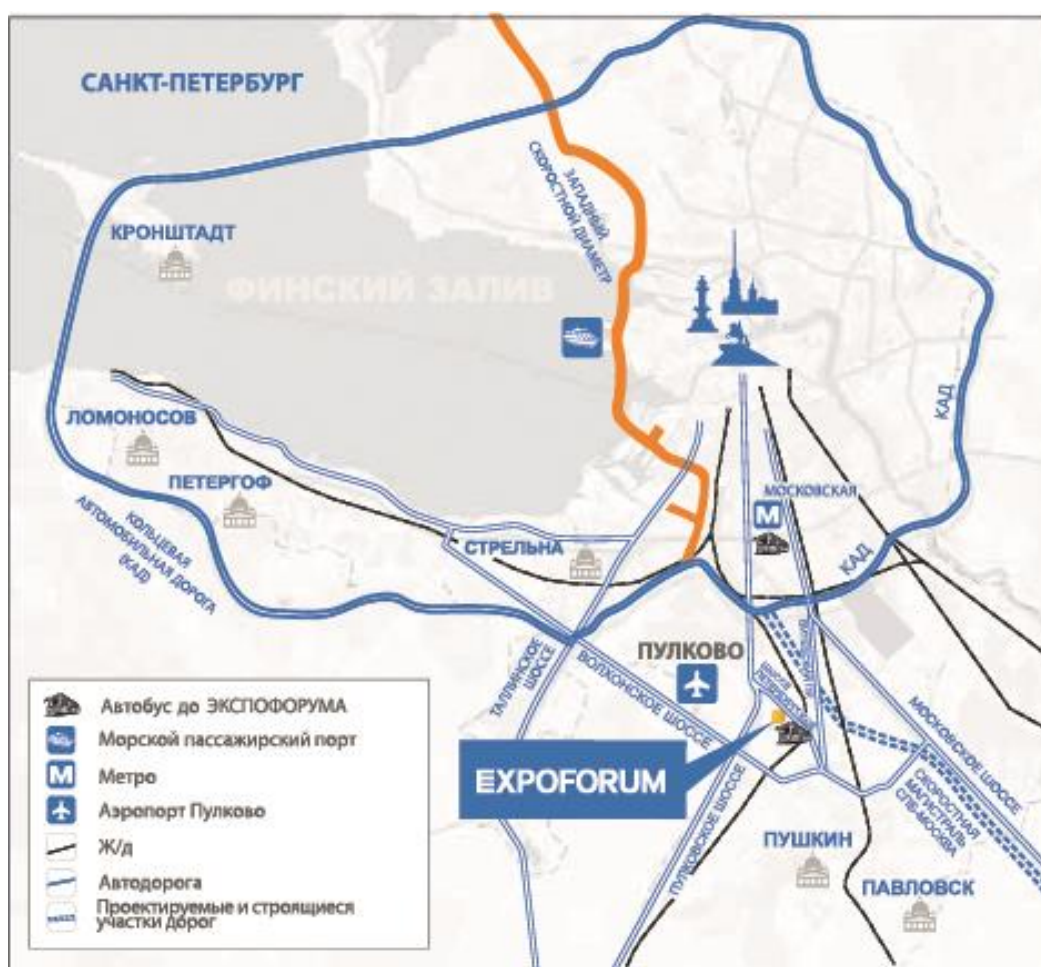 САНКТ-ПЕТЕРБУРГ
ЗАПАДНЫЙ
СКОРОСТНОЙ ДИАМЕТР
КРОНШТАДТ
ФИНСКИЙ ЗАЛИВ
КАД
ЛОМОНОСОВ
ПЕТЕРГОФ
МОСКОВСКАЯ
М
КОЛЬЦЕВАЯ
АВТОМОБИЛЬНАЯ ДОРОГА
(КАД)
СТРЕЛЬНА
КАД
ПУЛКОВО
ТАЛЛИНСКОЕ
ШОССЕ
ВОЛХОНСКОЕ ШОССЕ
МОСКОВСКОЕ ШОССЕ
EXPOFORUM
ПУЛКОВСКОЕ ШОССЕ
СКОРОСТНАЯ
МАГИСТРАЛЬ
СПБ-МОСКВА
ПУШКИН
ПАВЛОВСК
Автобус до ЭКСПОФОРУМА
Морской пассажирский порт
М
Метро
Аэропорт Пулково
Ж/д
Автодорога
Проектируемые и строящиеся
участки дорог